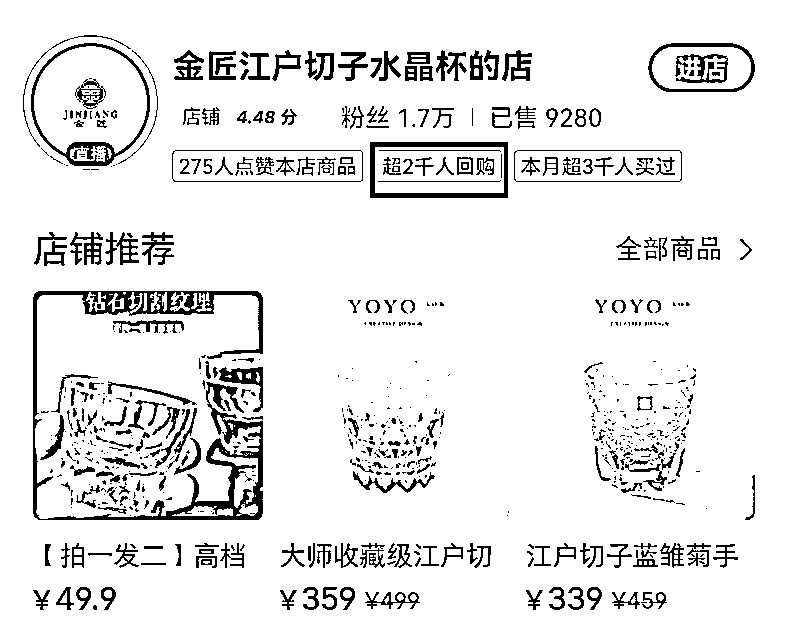 金匠江户切子水晶杯的店
进店
JINJIANG
直播
店铺 4.48 分 粉丝 1.7万 | 已售 9280
275人点赞本店商品 超2千人回购 本月超3千人买过
店铺推荐 全部商品 >
钻石切割纹理
YOYO
YOYO
【拍一发二】高档
¥49.9
大师收藏级江户切
¥359 ¥499
江户切子蓝雏菊手
¥339 ¥459